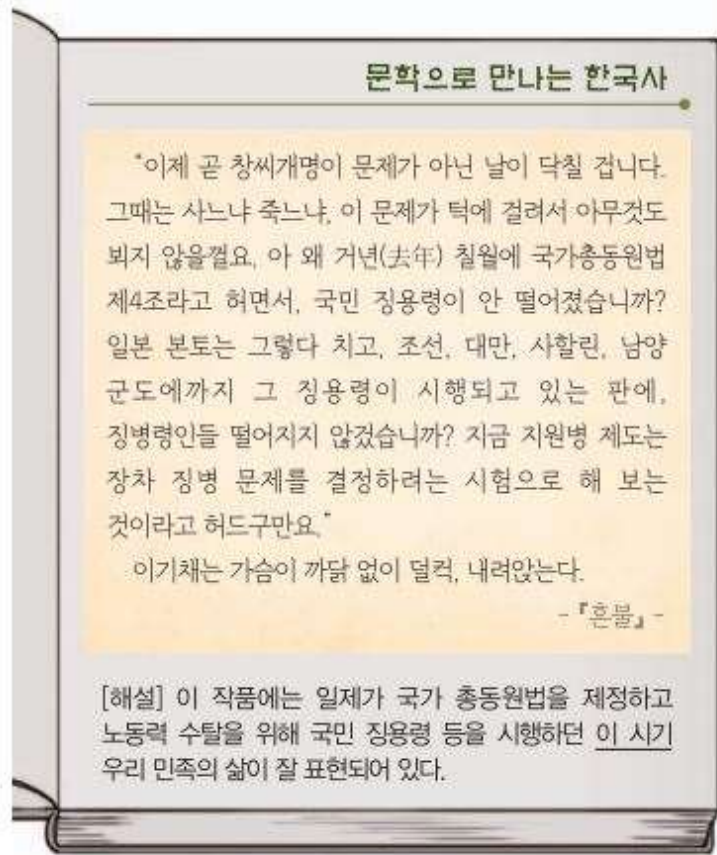 문학으로 만나는 한국사
"이제 곧 창씨개명이 문제가 아닌 날이 닥칠 겁니다.
그때는 사느냐 죽느냐, 이 문제가 턱에 걸려서 아무것도
뵈지 않을껄요. 아 왜 거년(去年) 칠월에 국가총동원법
제4조라고 허면서, 국민 징용령이 안 떨어졌습니까?
일본 본토는 그렇다 치고, 조선, 대만, 사할린, 남양
군도에까지 그 징용령이 시행되고 있는 판에,
징병령인들 떨어지지 않겄습니까? 지금 지원병 제도는
장차 징병 문제를 결정하려는 시험으로 해 보는
것이라고 허드구만요."
이기채는 가슴이 까닭 없이 덜컥, 내려앉는다.
-『혼불』-
[해설] 이 작품에는 일제가 국가 총동원법을 제정하고
노동력 수탈을 위해 국민 징용령 등을 시행하던 이 시기
우리 민족의 삶이 잘 표현되어 있다.